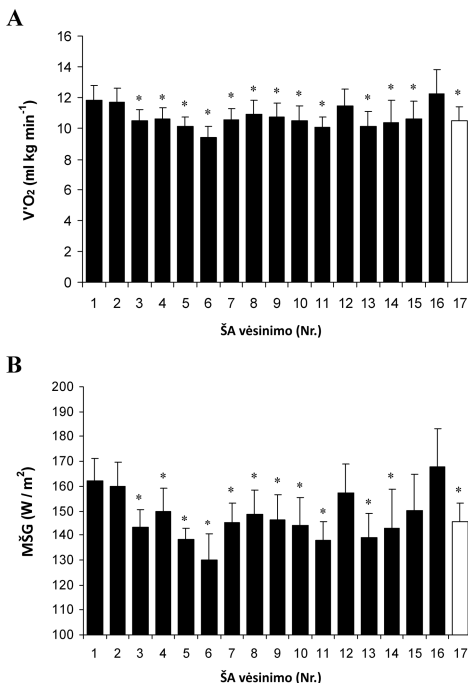 A
16
14
12
10
8
6
4
2
0
V'O₂ (ml kg min⁻¹)
* * * * * * * * * * * * *
1 2 3 4 5 6 7 8 9 10 11 12 13 14 15 16 17
ŠA vėsinimo (Nr.)
B
200
190
180
170
160
150
140
130
120
110
100
MŠG (W / m²)
* * * * * * * * * * * *
1 2 3 4 5 6 7 8 9 10 11 12 13 14 15 16 17
ŠA vėsinimo (Nr.)